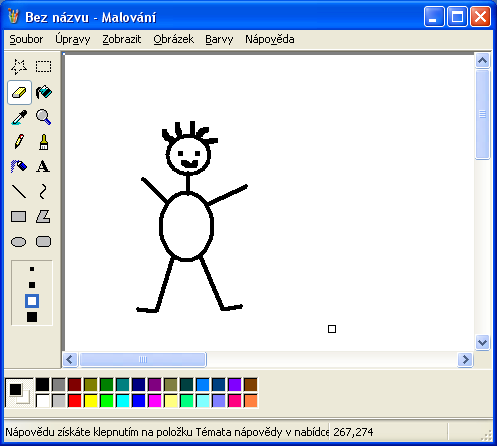 Bez názvu - Malování
Soubor Úpravy Zobrazit Obrázek Barvy Nápověda
A
Nápovědu získáte klepnutím na položku Témata nápovědy v nabídce 267,274